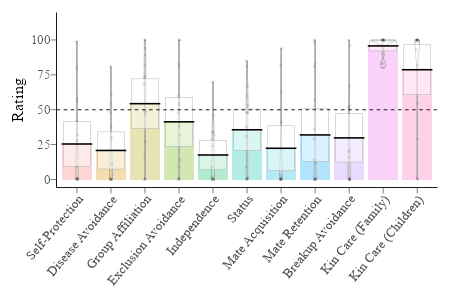 Rating
100
75
50
25
0
Self-Protection
Disease Avoidance
Group Affiliation
Exclusion Avoidance
Independence
Status
Mate Acquisition
Mate Retention
Breakup Avoidance
Kin Care (Family)
Kin Care (Children)